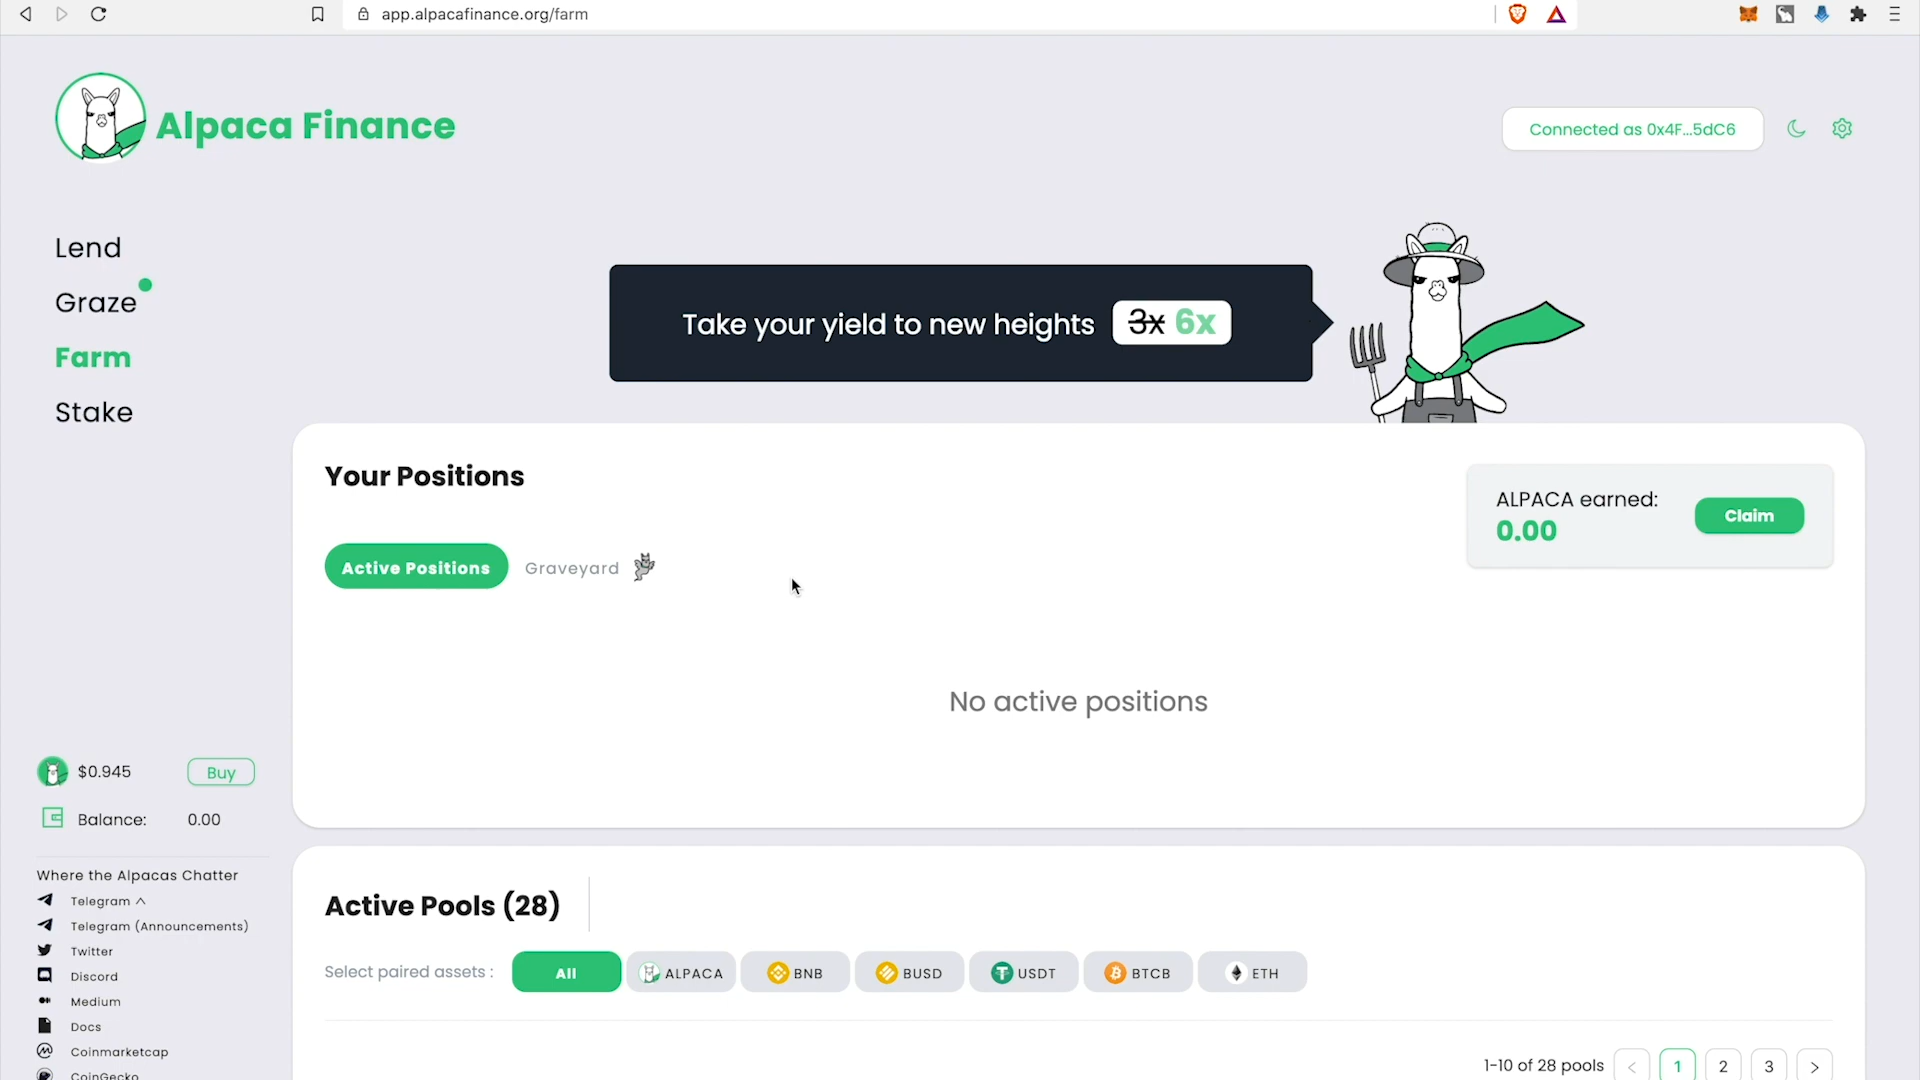 app.alpacafinance.org/farm
Alpaca Finance
Connected as 0x4F...5dC6
Lend
Graze
Farm
Stake
Take your yield to new heights 3x 6x
Your Positions
ALPACA earned:
0.00
Claim
Active Positions
Graveyard
No active positions
$0.945
Buy
Balance:
0.00
Where the Alpacas Chatter
Telegram
Telegram (Announcements)
Twitter
Discord
Medium
Docs
Coinmarketcap
CoinGecko
Active Pools (28)
Select paired assets :
All
ALPACA
BNB
BUSD
USDT
BTCB
ETH
1-10 of 28 pools
<
1
2
3
>